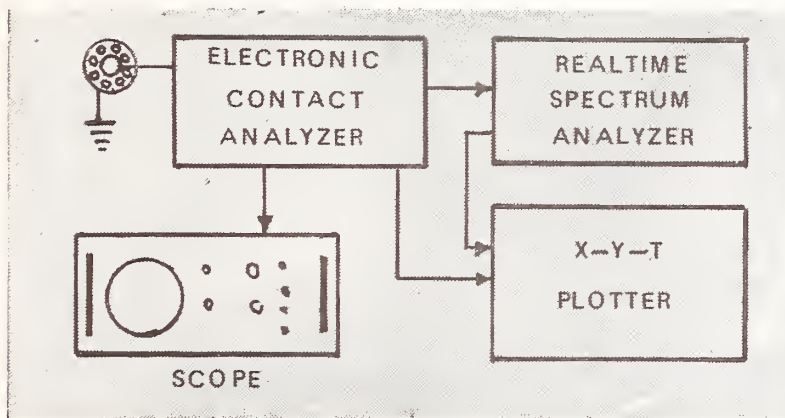 ELECTRONIC
CONTACT
ANALYZER
REALTIME
SPECTRUM
ANALYZER
X-Y-T
PLOTTER
SCOPE